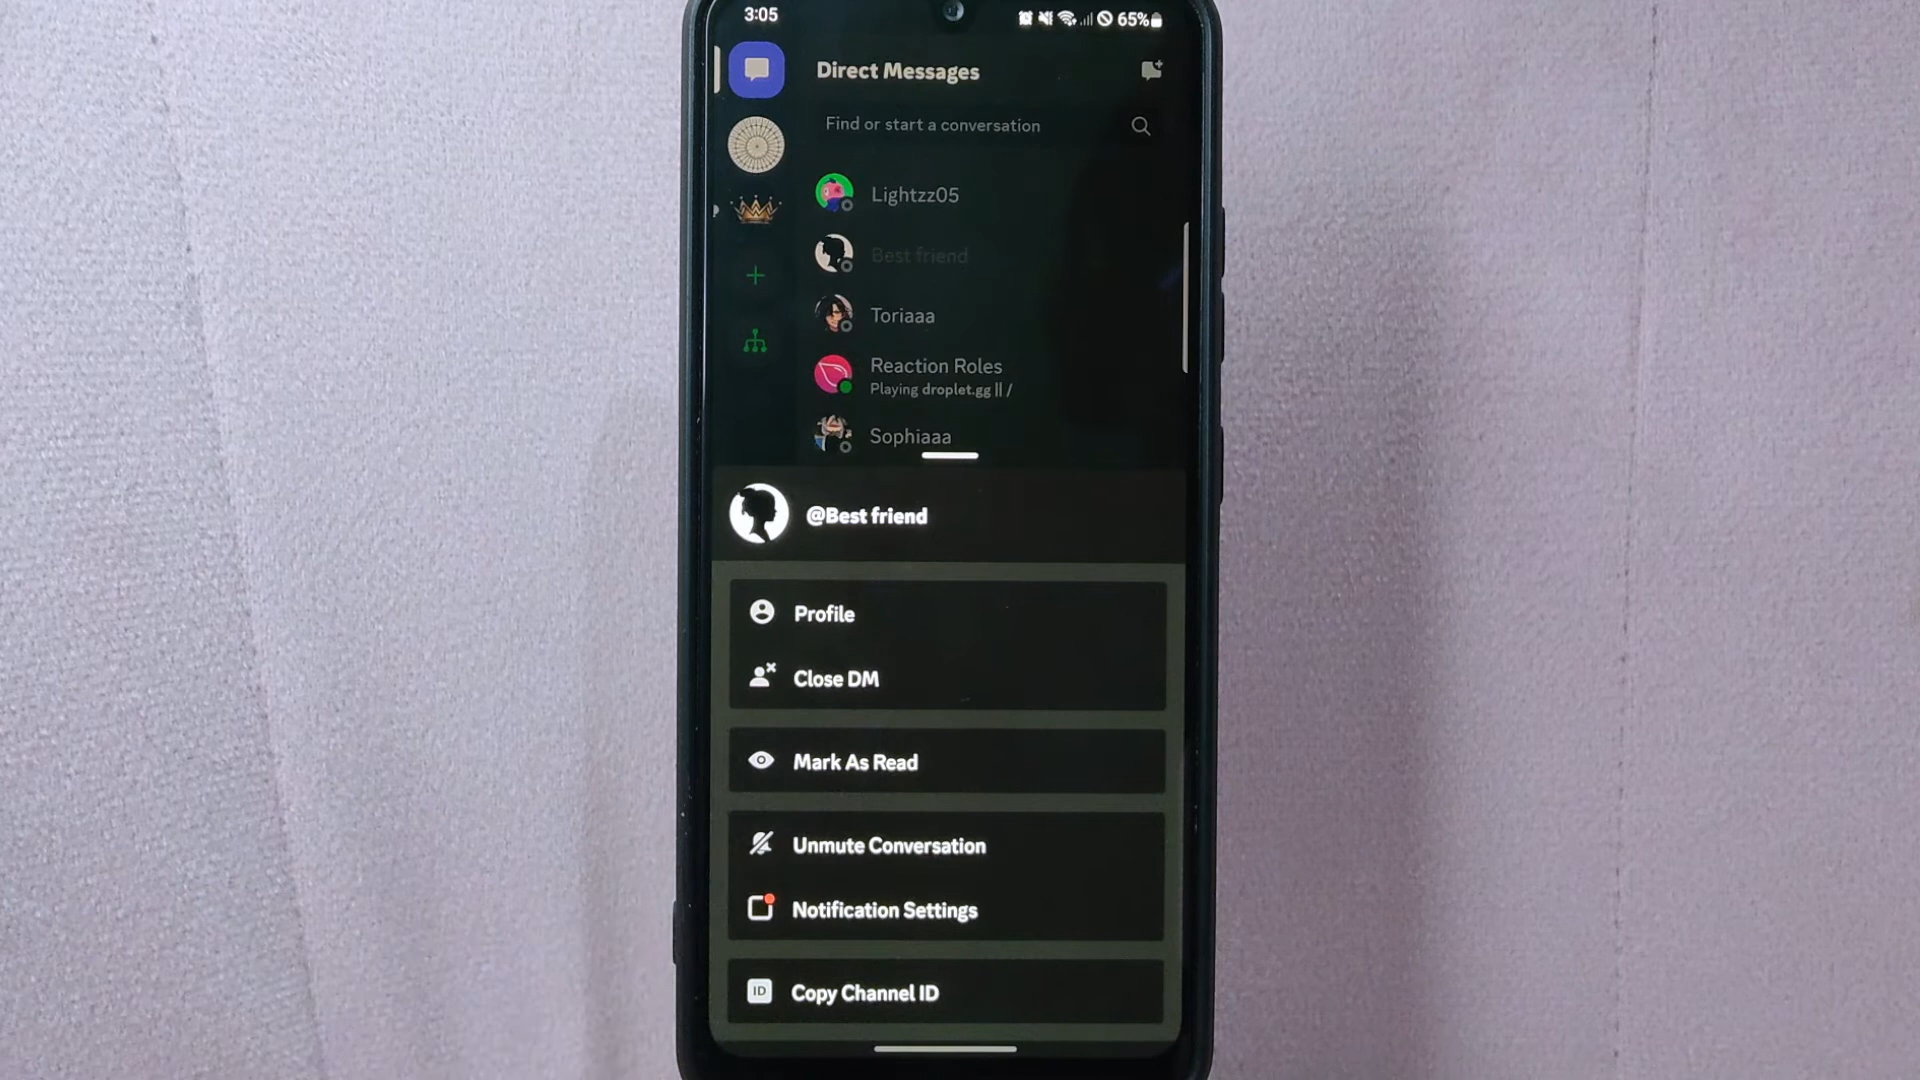 3:05
65%
Direct Messages
Find or start a conversation
Lightzz05
Best friend
Toriaaa
Reaction Roles
Playing droplet.gg || /
Sophiaaa
@Best friend
Profile
Close DM
Mark As Read
Unmute Conversation
Notification Settings
ID Copy Channel ID